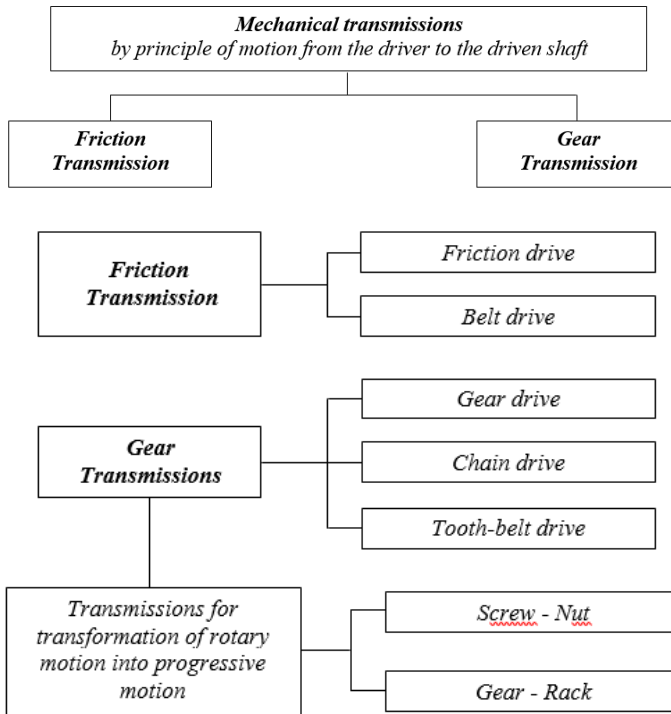 Mechanical transmissions
by principle of motion from the driver to the driven shaft
Friction
Transmission
Gear
Transmission
Friction
Transmission
Friction drive
Belt drive
Gear
Transmissions
Gear drive
Chain drive
Tooth-belt drive
Transmissions for
transformation of rotary
motion into progressive
motion
Screw - Nut
Gear - Rack